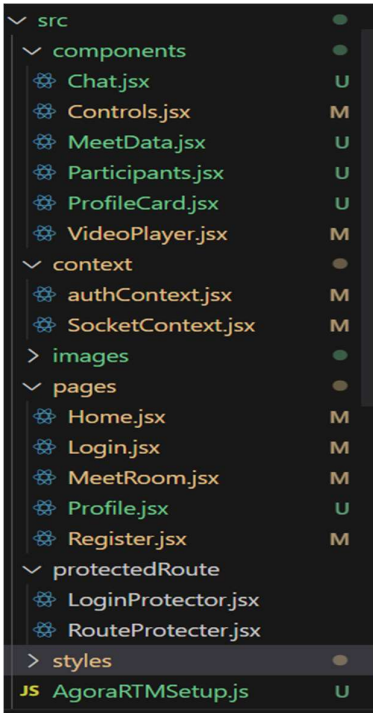 src
components
Chat.jsx U
Controls.jsx M
MeetData.jsx U
Participants.jsx U
ProfileCard.jsx U
VideoPlayer.jsx M
context
authContext.jsx M
SocketContext.jsx M
images
pages
Home.jsx M
Login.jsx M
MeetRoom.jsx M
Profile.jsx U
Register.jsx M
protectedRoute
LoginProtector.jsx
RouteProtecter.jsx
styles
JS AgoraRTMSetup.js U